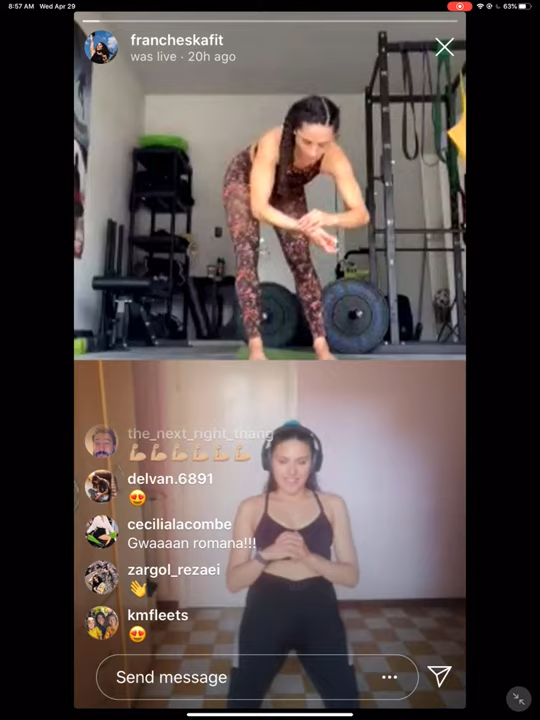 8:57 AM Wed Apr 29
63%
francheskafit
was live · 20h ago
the_next_right_thang
💪🏼💪🏼💪🏼💪🏼💪🏼💪🏼
delvan.6891
😍
cecilialacombe
Gwaaaan romana!!!
zargol_rezaei
👋
kmfleets
😍
Send message